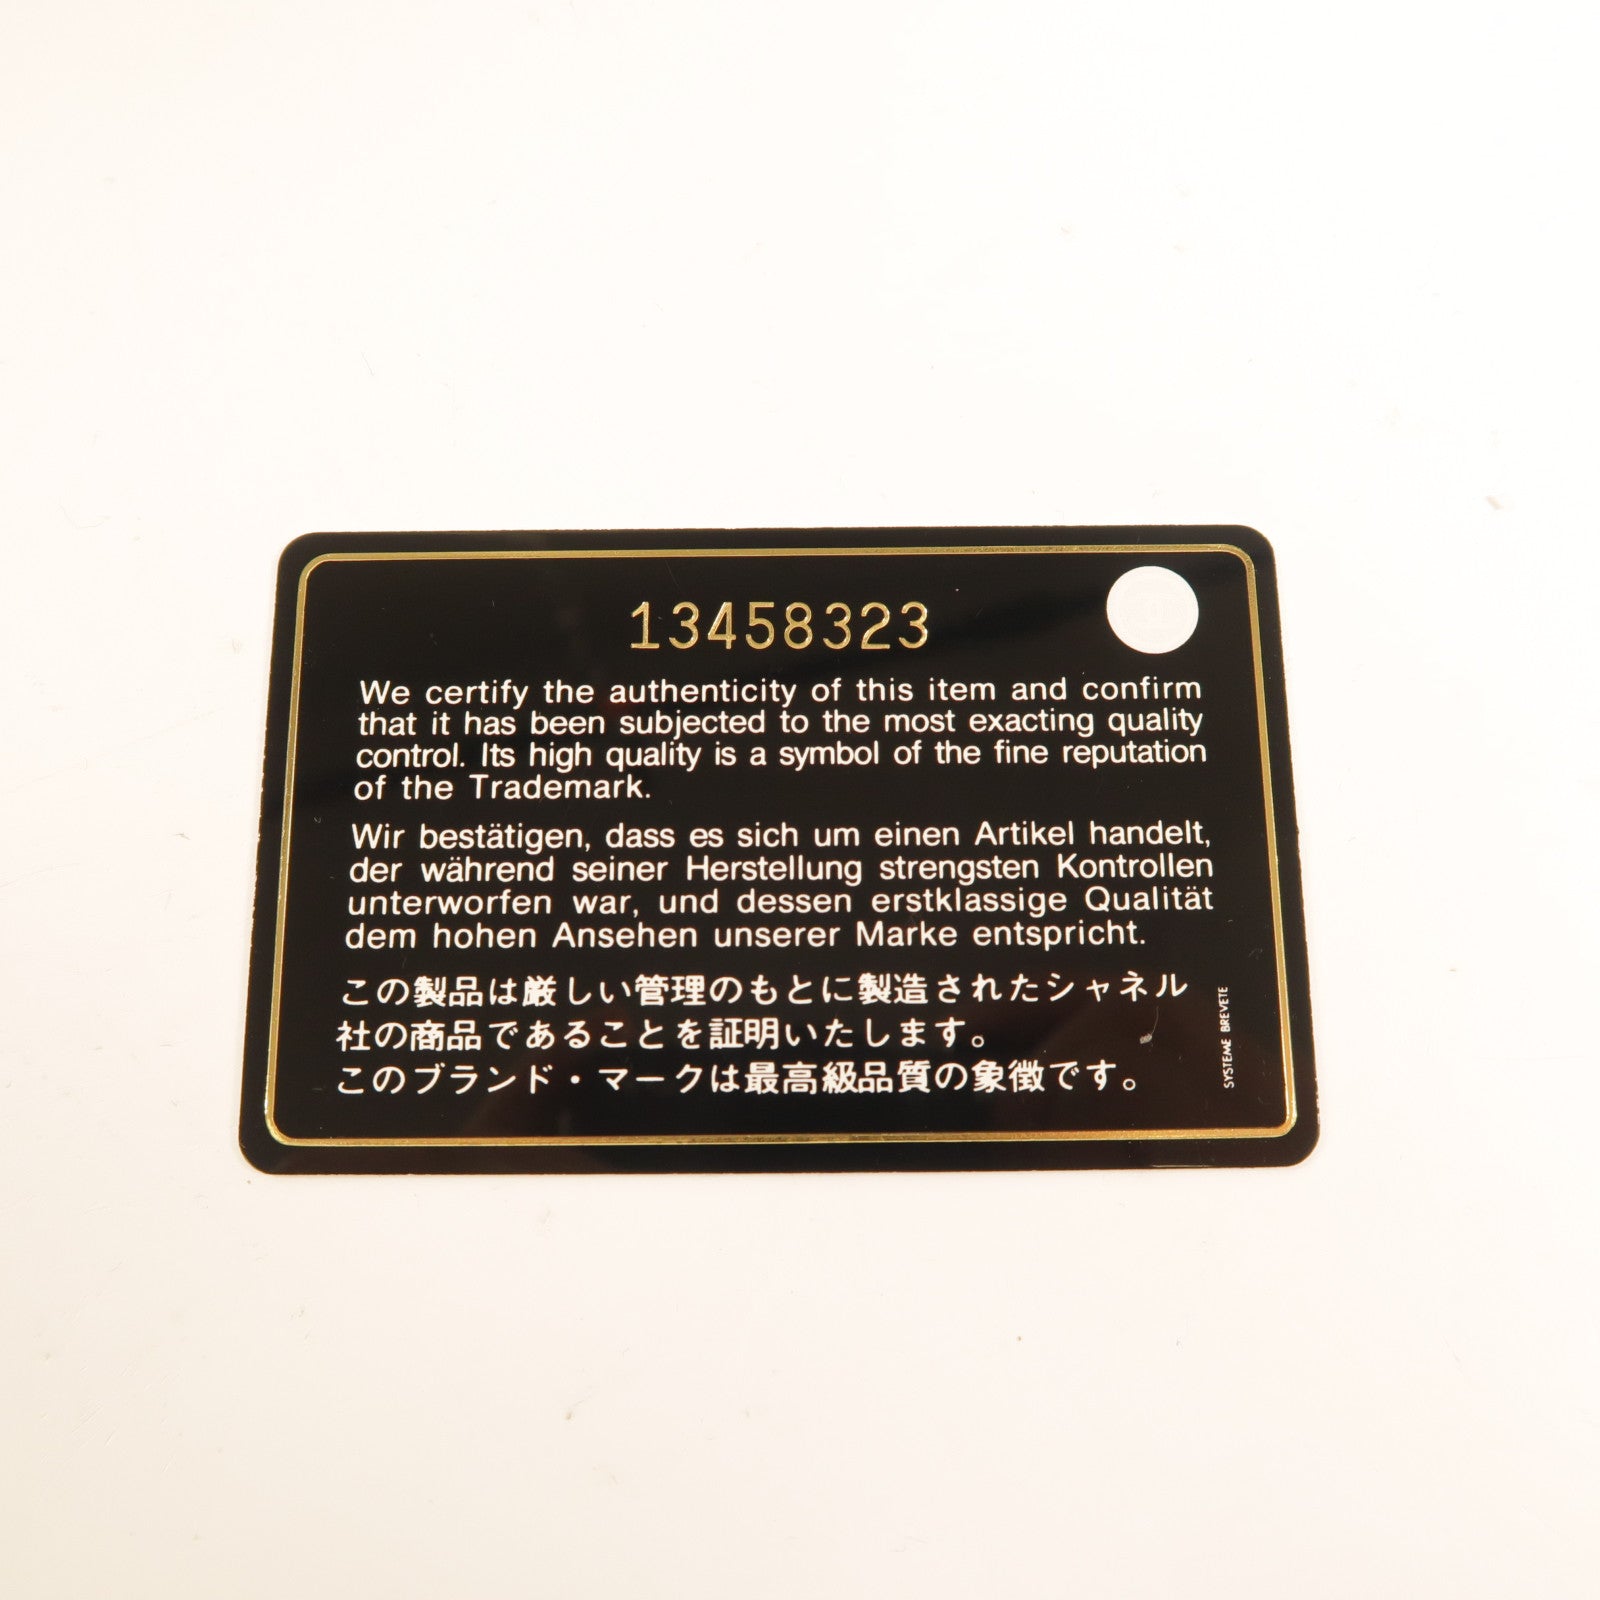 13458323
We certify the authenticity of this item and confirm
that it has been subjected to the most exacting quality
control. Its high quality is a symbol of the fine reputation
of the Trademark.
Wir bestätigen, dass es sich um einen Artikel handelt,
der während seiner Herstellung strengsten Kontrollen
unterworfen war, und dessen erstklassige Qualität
dem hohen Ansehen unserer Marke entspricht.
この製品は厳しい管理のもとに製造されたシャネル
社の商品であることを証明いたします。
このブランド・マークは最高級品質の象徴です。
SYSTEME BREVETE